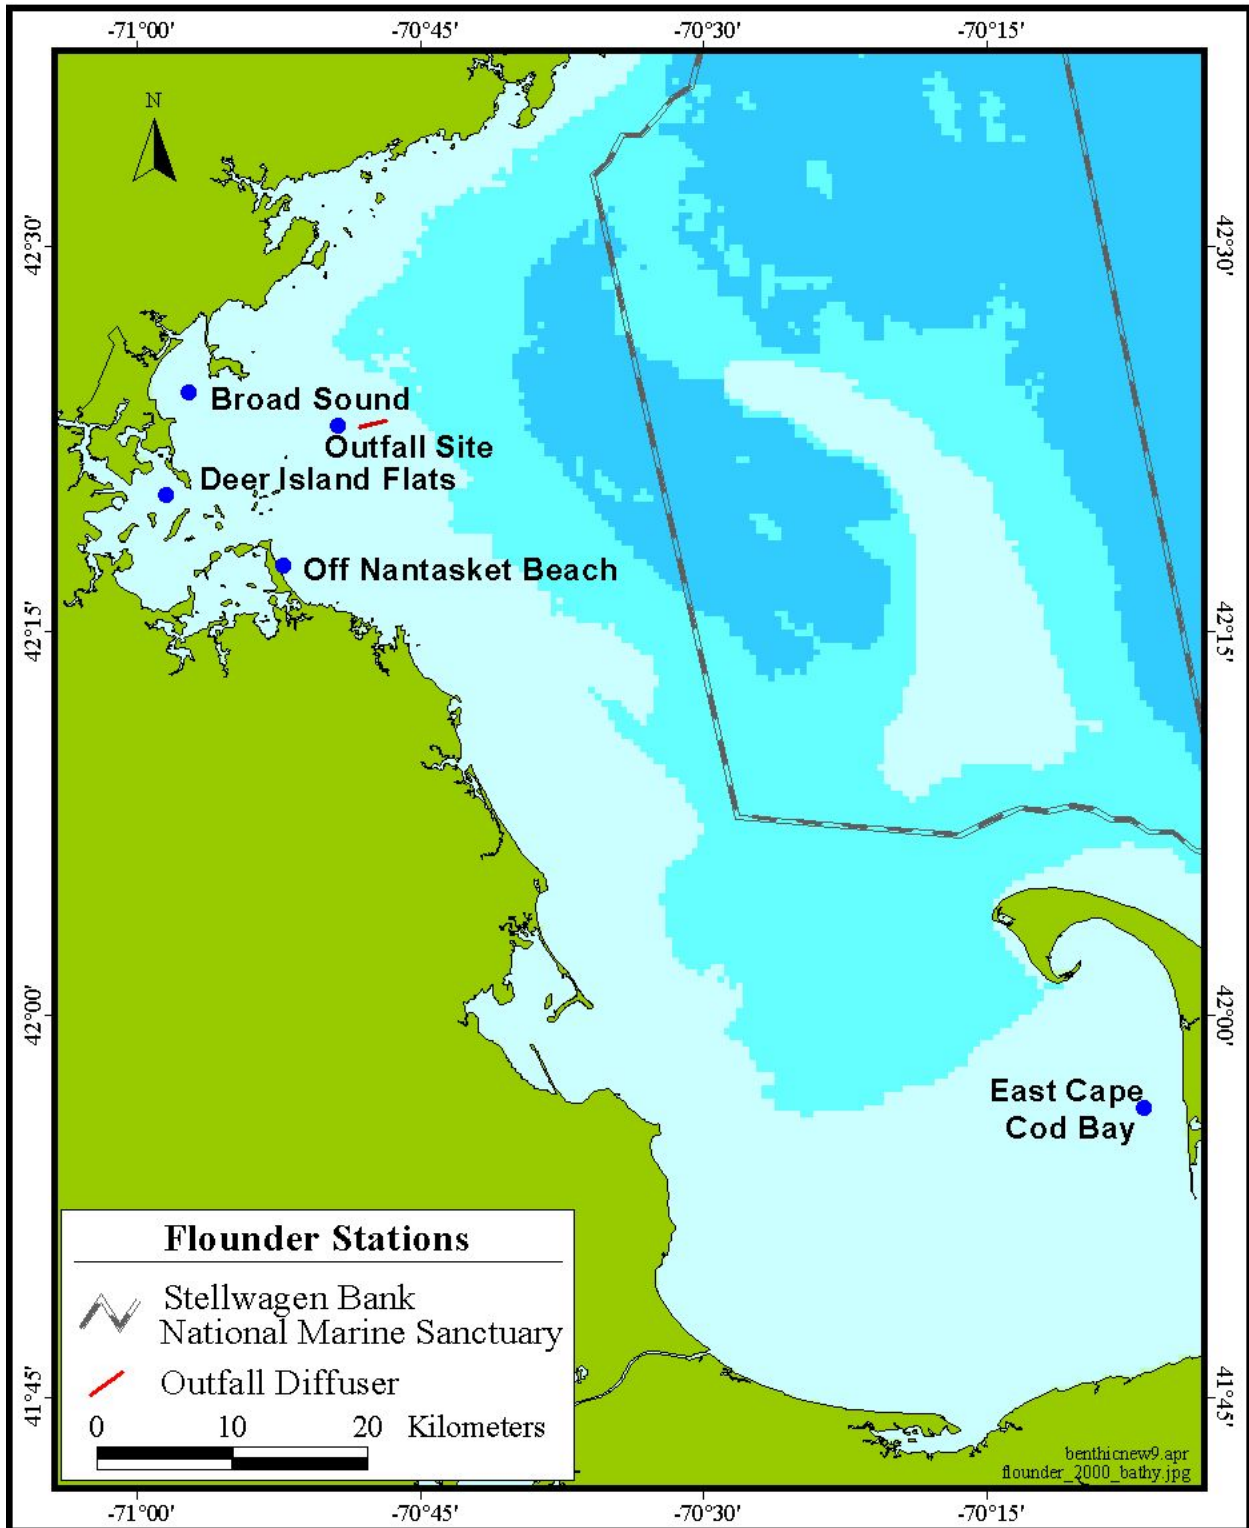 -71°00' -70°45' -70°30' -70°15'
N
42°30' 42°30'
Broad Sound
Outfall Site
Deer Island Flats
Off Nantasket Beach
42°15' 42°15'
42°00' 42°00'
East Cape
Cod Bay
Flounder Stations
Stellwagen Bank
National Marine Sanctuary
Outfall Diffuser
41°45' 41°45'
0 10 20 Kilometers
benthicnew9.apr
flounder_2000_bathy.jpg
-71°00' -70°45' -70°30' -70°15'